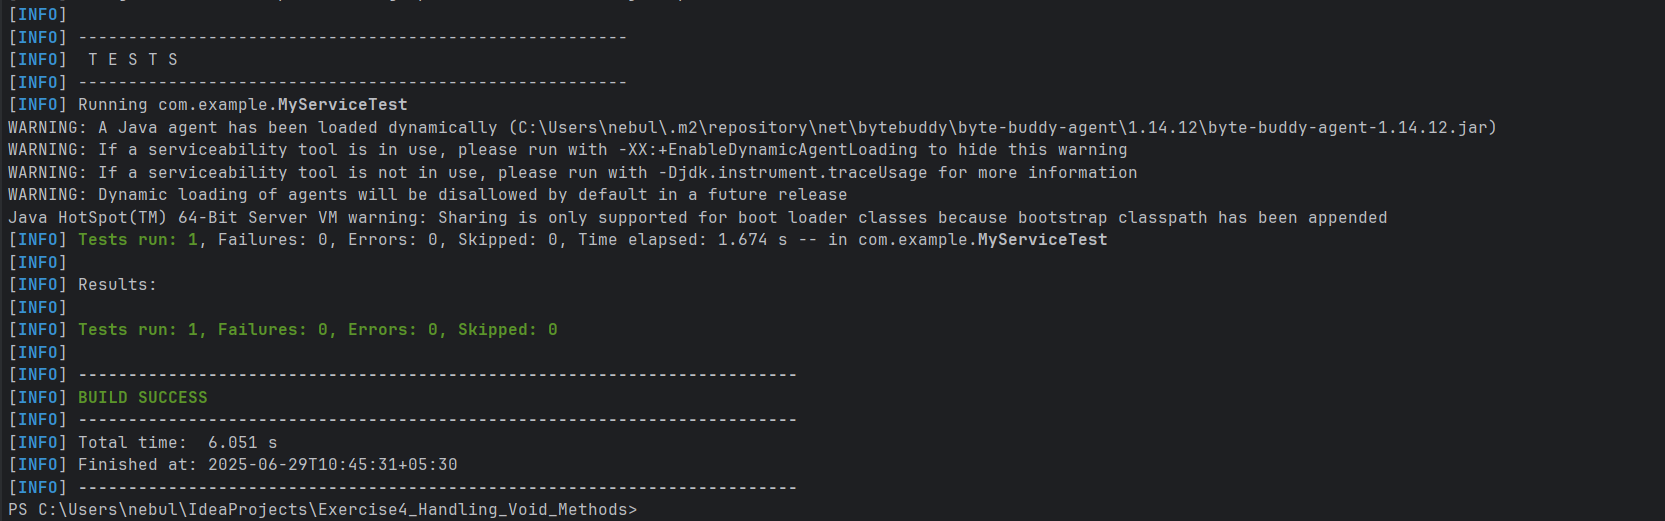 [INFO]
[INFO] -------------------------------------------------------
[INFO]  T E S T S
[INFO] -------------------------------------------------------
[INFO] Running com.example.MyServiceTest
WARNING: A Java agent has been loaded dynamically (C:\Users\nebul\.m2\repository\net\bytebuddy\byte-buddy-agent\1.14.12\byte-buddy-agent-1.14.12.jar)
WARNING: If a serviceability tool is in use, please run with -XX:+EnableDynamicAgentLoading to hide this warning
WARNING: If a serviceability tool is not in use, please run with -Djdk.instrument.traceUsage for more information
WARNING: Dynamic loading of agents will be disallowed by default in a future release
Java HotSpot(TM) 64-Bit Server VM warning: Sharing is only supported for boot loader classes because bootstrap classpath has been appended
[INFO] Tests run: 1, Failures: 0, Errors: 0, Skipped: 0, Time elapsed: 1.674 s -- in com.example.MyServiceTest
[INFO]
[INFO] Results:
[INFO]
[INFO] Tests run: 1, Failures: 0, Errors: 0, Skipped: 0
[INFO]
[INFO] ------------------------------------------------------------------------
[INFO] BUILD SUCCESS
[INFO] ------------------------------------------------------------------------
[INFO] Total time:  6.051 s
[INFO] Finished at: 2025-06-29T10:45:31+05:30
[INFO] ------------------------------------------------------------------------
PS C:\Users\nebul\IdeaProjects\Exercise4_Handling_Void_Methods>